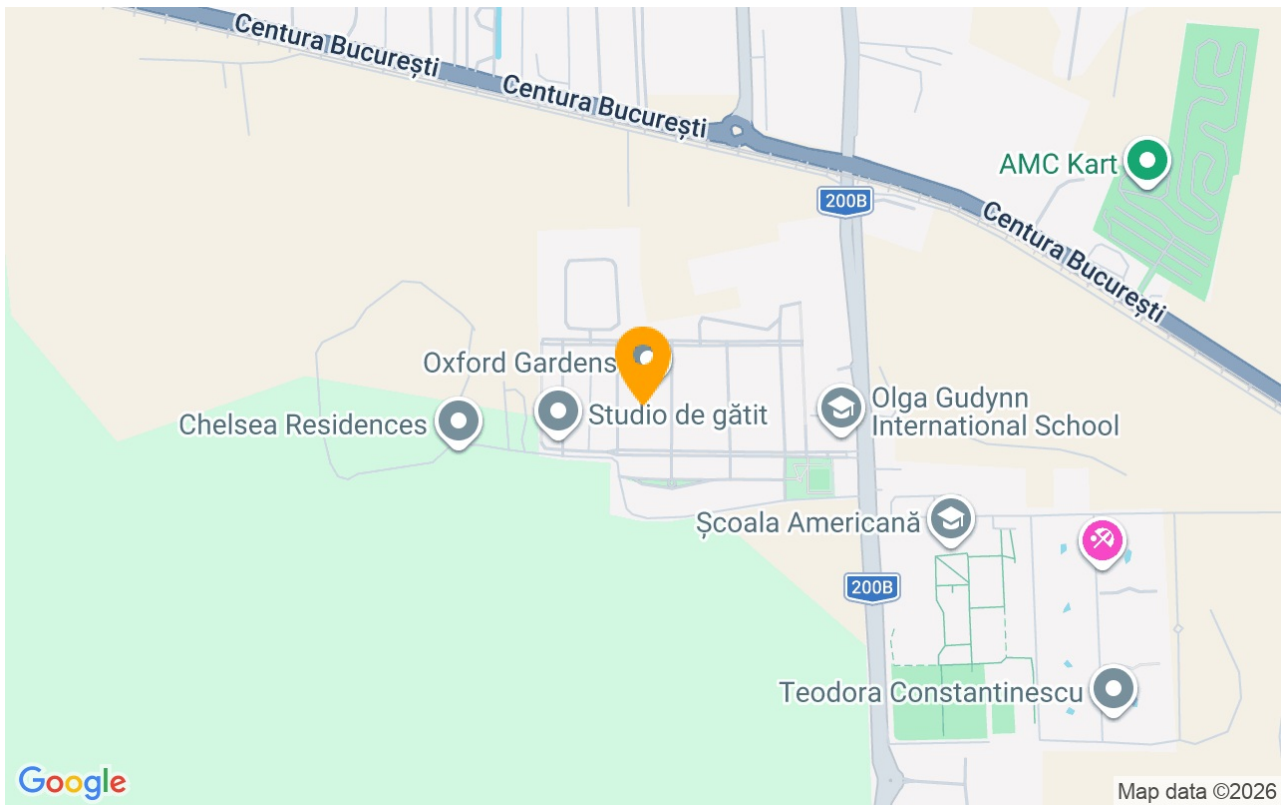 Centura București
Centura București
AMC Kart
200B
Centura București
Oxford Gardens
Olga Gudynn
International School
Studio de gătit
Chelsea Residences
Școala Americană
200B
Teodora Constantinescu
Google
Map data ©2026